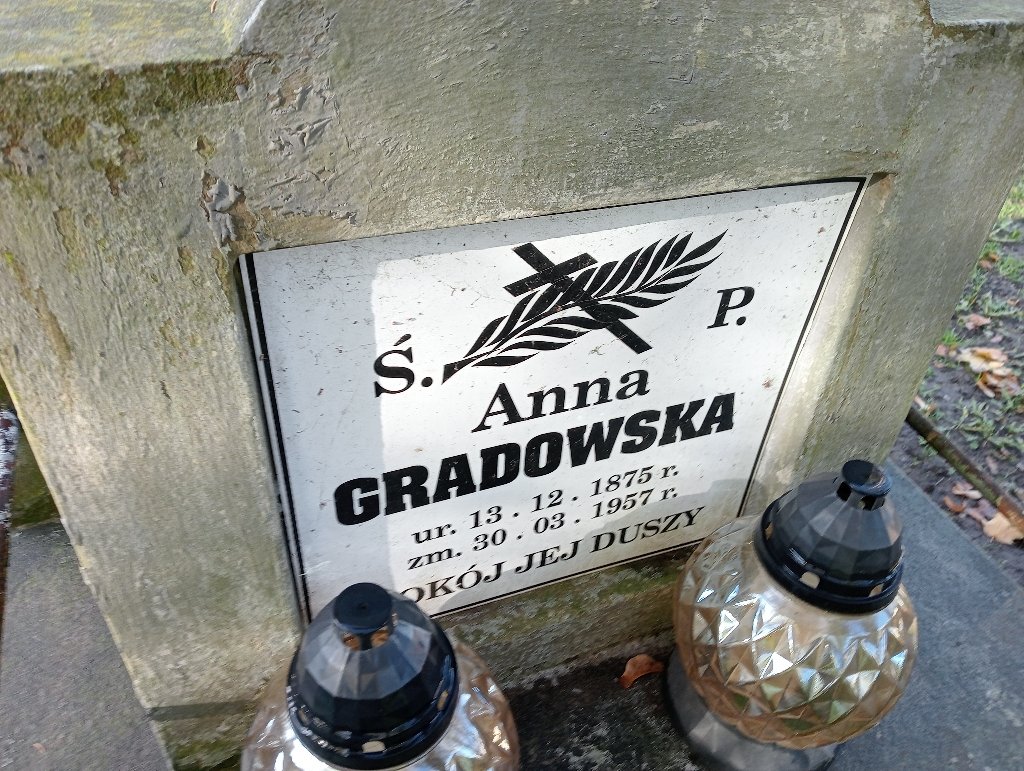 Ś. P.
Anna
GRADOWSKA
ur. 13. 12. 1875 r.
zm. 30. 03. 1957 r.
OKÓJ JEJ DUSZY